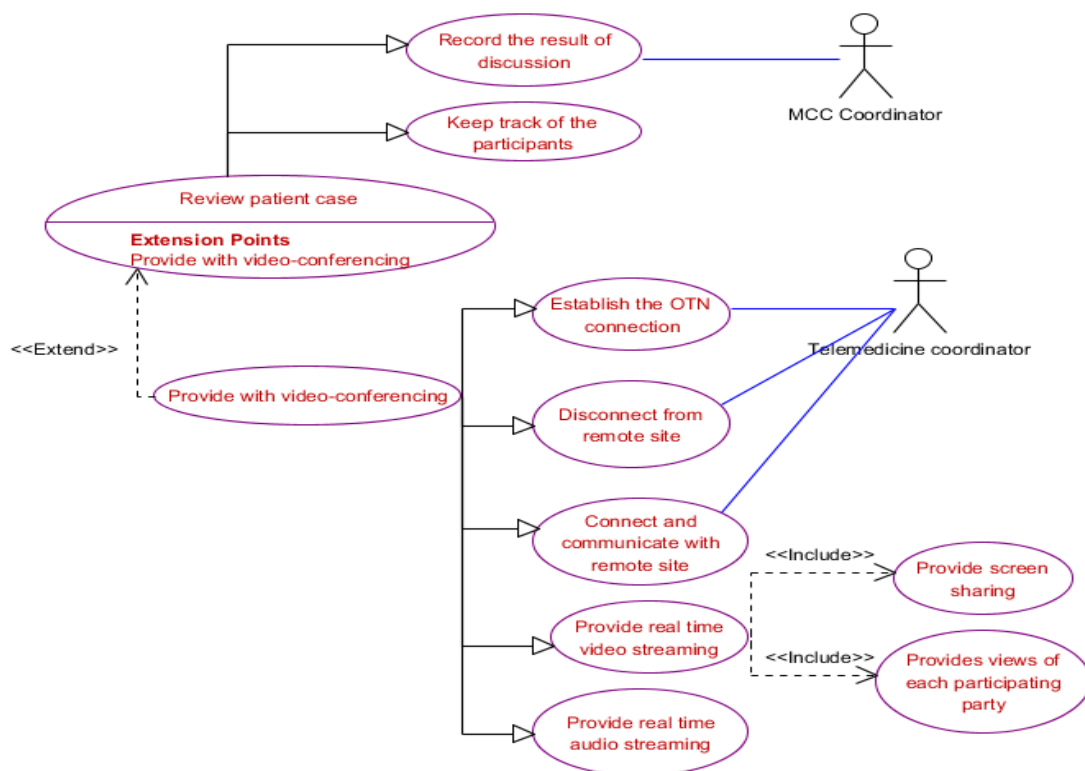 Record the result of
discussion
MCC Coordinator
Keep track of the
participants
Review patient case
Extension Points
Provide with video-conferencing
Establish the OTN
connection
Telemedicine coordinator
<<Extend>>
Provide with video-conferencing
Disconnect from
remote site
Connect and
communicate with
remote site
<<Include>>
Provide screen
sharing
Provide real time
video streaming
<<Include>>
Provides views of
each participating
party
Provide real time
audio streaming